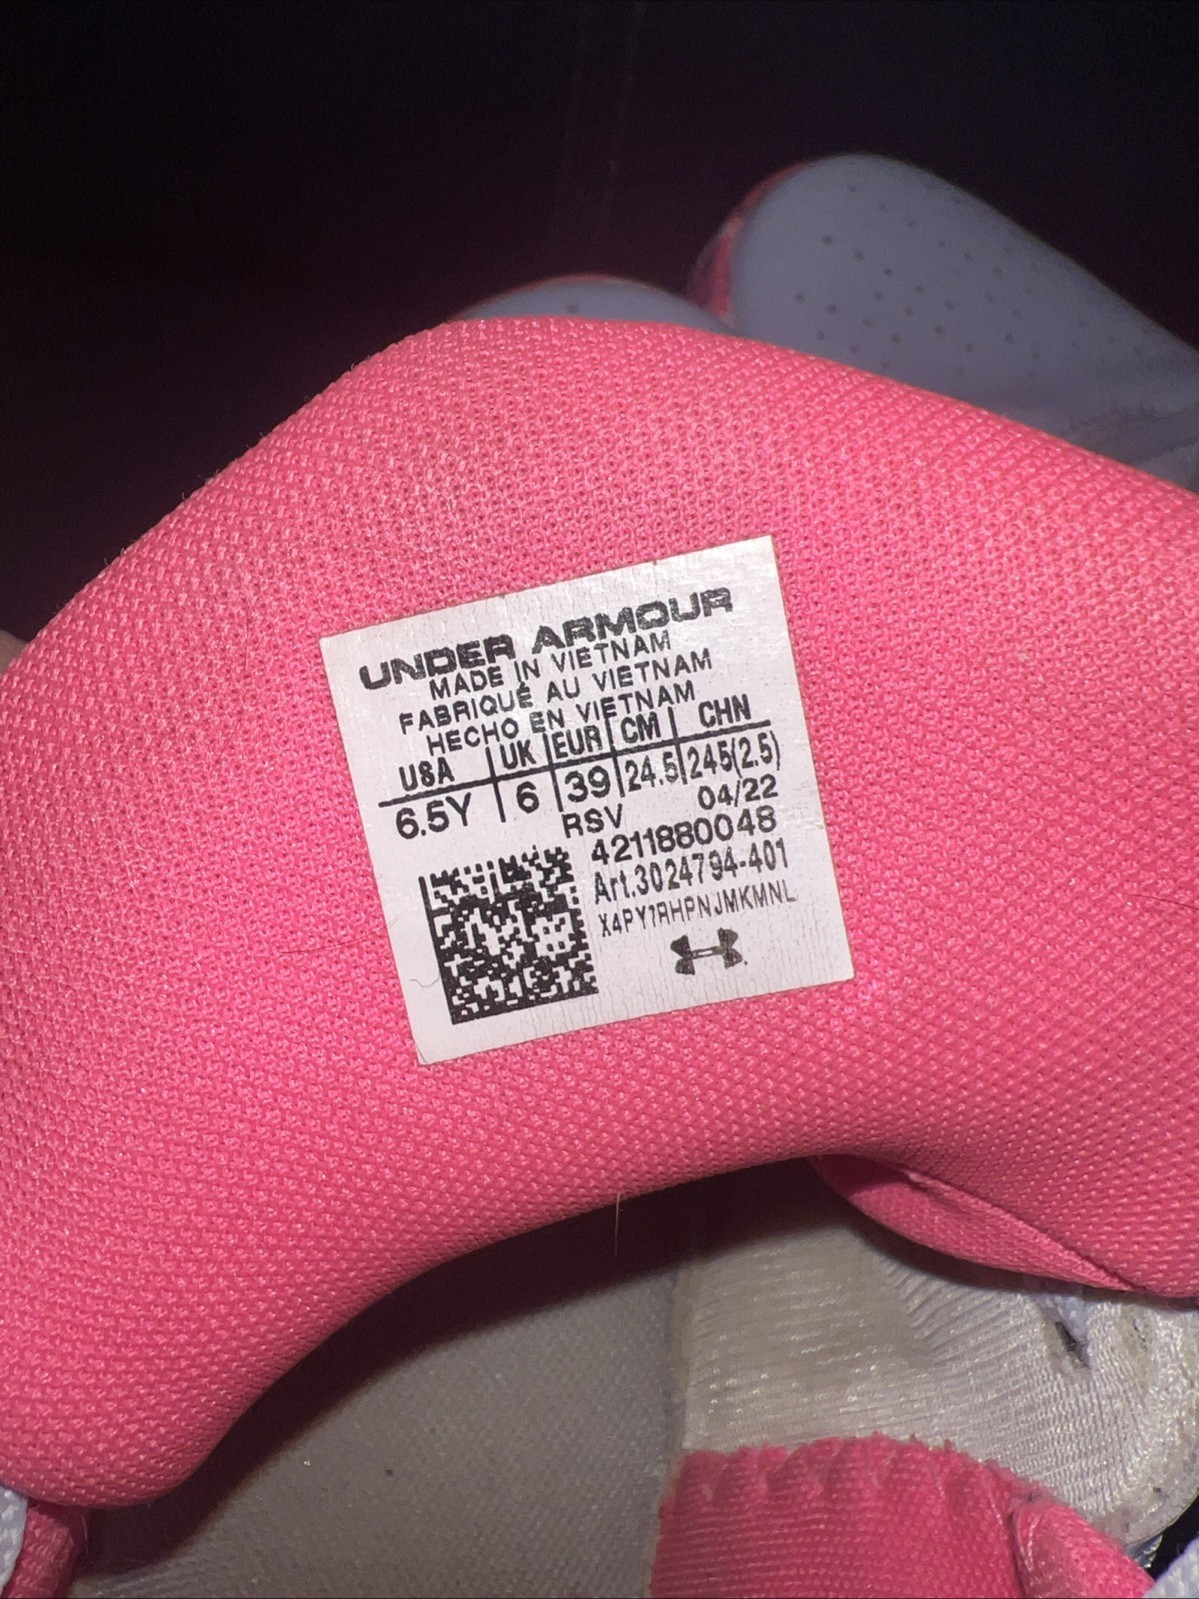 UNDER ARMOUR
MADE IN VIETNAM
FABRIQUÉ AU VIETNAM
HECHO EN VIETNAM
USA UK EUR CM CHN
6.5Y 6 39 24.5 245(2.5)
RSV 04/22
4211880048
Art.3024794-401
X4PY7RHPNJMKMNL